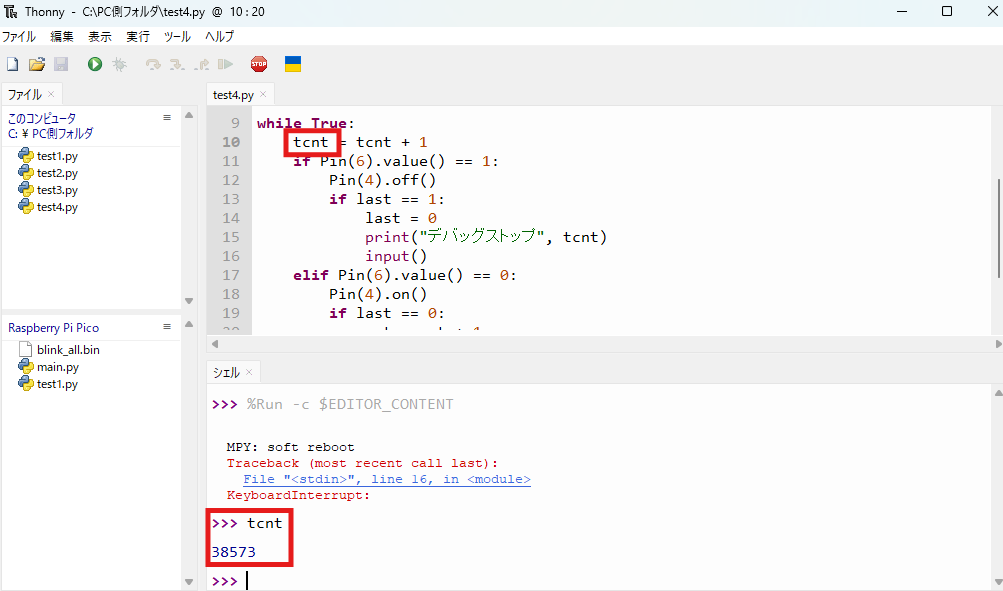 Thonny - C:\PC側フォルダ\test4.py @ 10 : 20
ファイル 編集 表示 実行 ツール ヘルプ
STOP
ファイル ×
このコンピュータ
C: ¥ PC側フォルダ
test1.py
test2.py
test3.py
test4.py
Raspberry Pi Pico
blink_all.bin
main.py
test1.py
test4.py ×
9 while True:
10 tcnt = tcnt + 1
11 if Pin(6).value() == 1:
12 Pin(4).off()
13 if last == 1:
14 last = 0
15 print("デバッグストップ", tcnt)
16 input()
17 elif Pin(6).value() == 0:
18 Pin(4).on()
19 if last == 0:
シェル ×
>>> %Run -c $EDITOR_CONTENT
MPY: soft reboot
Traceback (most recent call last):
File "<stdin>", line 16, in <module>
KeyboardInterrupt:
>>> tcnt
38573
>>>